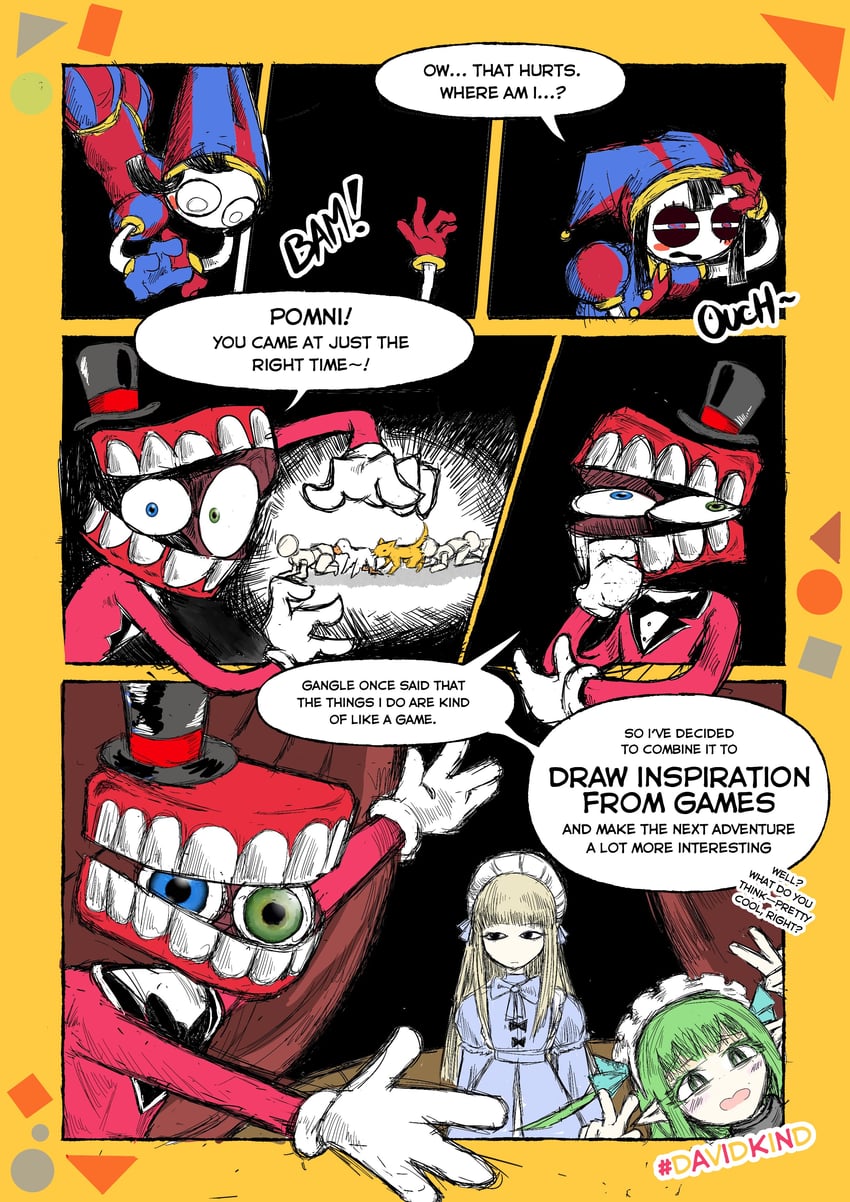 OW... THAT HURTS.
WHERE AM I...?
BAM!
OUCH~
POMNI!
YOU CAME AT JUST THE
RIGHT TIME~!
GANGLE ONCE SAID THAT
THE THINGS I DO ARE KIND
OF LIKE A GAME.
SO I'VE DECIDED
TO COMBINE IT TO
DRAW INSPIRATION
FROM GAMES
AND MAKE THE NEXT ADVENTURE
A LOT MORE INTERESTING
WELL?
WHAT DO YOU
THINK~PRETTY
COOL, RIGHT?
#DAVIDKIND